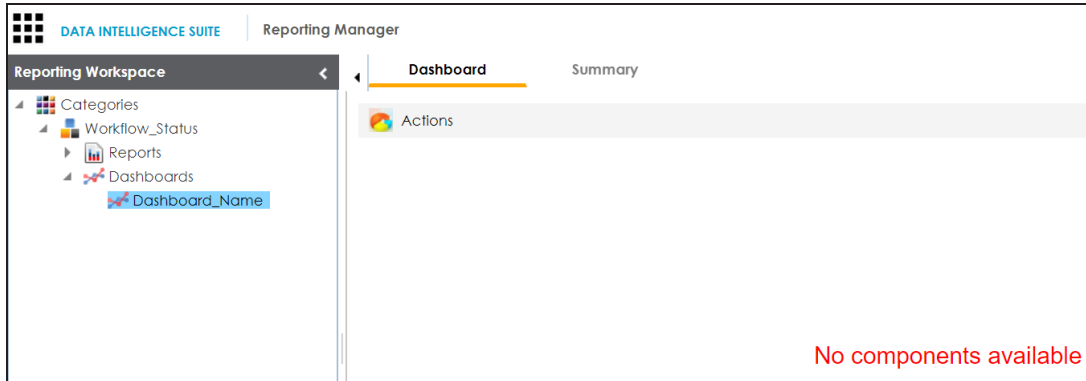 DATA INTELLIGENCE SUITE Reporting Manager
Reporting Workspace
Dashboard Summary
Categories
Actions
Workflow_Status
Reports
Dashboards
Dashboard_Name
No components available